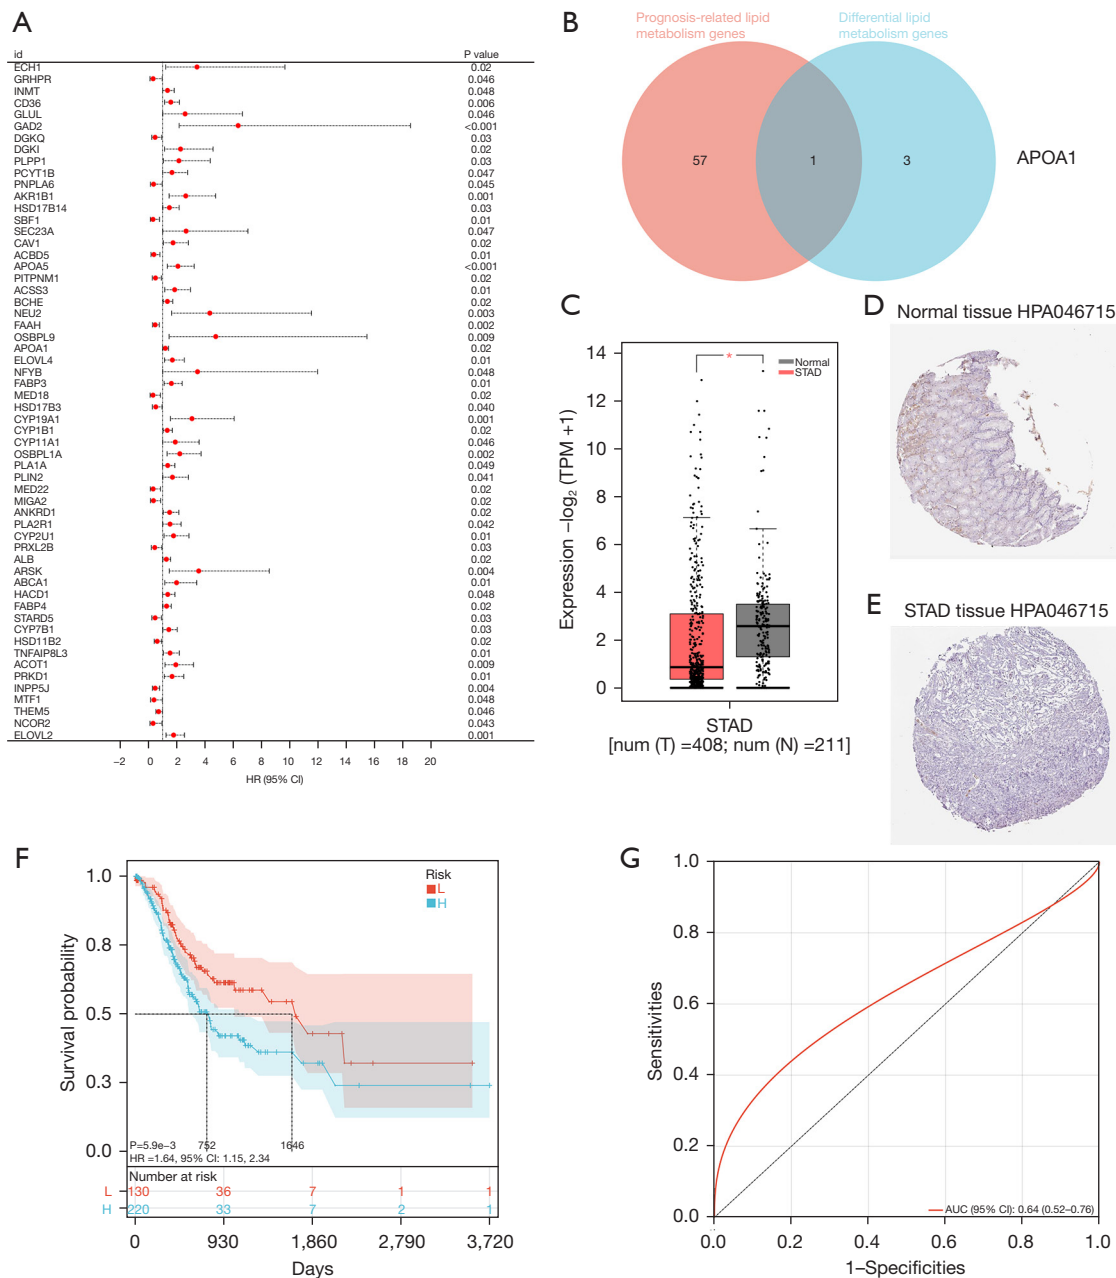 A
id P value
ECH1 0.02
GRHPR 0.046
INMT 0.048
CD36 0.006
GLUL 0.046
GAD2 <0.001
DGKQ 0.03
DGKI 0.02
PLPP1 0.03
PCYT1B 0.047
PNPLA6 0.045
AKR1B1 0.001
HSD17B14 0.03
SBF1 0.01
SEC23A 0.047
CAV1 0.02
ACBD5 0.01
APOA5 <0.001
PITPNM1 0.02
ACSS3 0.01
BCHE 0.02
NEU2 0.003
FAAH 0.002
OSBPL9 0.009
APOA1 0.02
ELOVL4 0.01
NFYB 0.048
FABP3 0.01
MED18 0.02
HSD17B3 0.040
CYP19A1 0.001
CYP1B1 0.02
CYP11A1 0.046
OSBPL1A 0.002
PLA1A 0.049
PLIN2 0.041
MED22 0.02
MIGA2 0.02
ANKRD1 0.02
PLA2R1 0.042
CYP2U1 0.01
PRXL2B 0.03
ALB 0.02
ARSK 0.004
ABCA1 0.01
HACD1 0.048
FABP4 0.02
STARD5 0.03
CYP7B1 0.03
HSD11B2 0.02
TNFAIP8L3 0.01
ACOT1 0.009
PRKD1 0.01
INPP5J 0.004
MTF1 0.048
THEM5 0.046
NCOR2 0.043
ELOVL2 0.001
−2 0 2 4 6 8 10 12 14 16 18 20
HR (95% CI)
B
Prognosis-related lipid
metabolism genes
Differential lipid
metabolism genes
57 1 3
APOA1
C
Expression −log₂ (TPM +1)
14
12
10
8
6
4
2
0
*
Normal
STAD
STAD
[num (T) =408; num (N) =211]
D
Normal tissue HPA046715
E
STAD tissue HPA046715
F
Survival probability
1.0
0.8
0.5
0.3
0.0
Risk
L
H
P=5.9e−3 752 1646
HR =1.64, 95% CI: 1.15, 2.34
Number at risk
L 130 36 7 1 1
H 220 33 7 2 1
0 930 1,860 2,790 3,720
Days
G
Sensitivities
1.0
0.8
0.6
0.4
0.2
0.0
AUC (95% CI): 0.64 (0.52–0.76)
0.0 0.2 0.4 0.6 0.8 1.0
1−Specificities